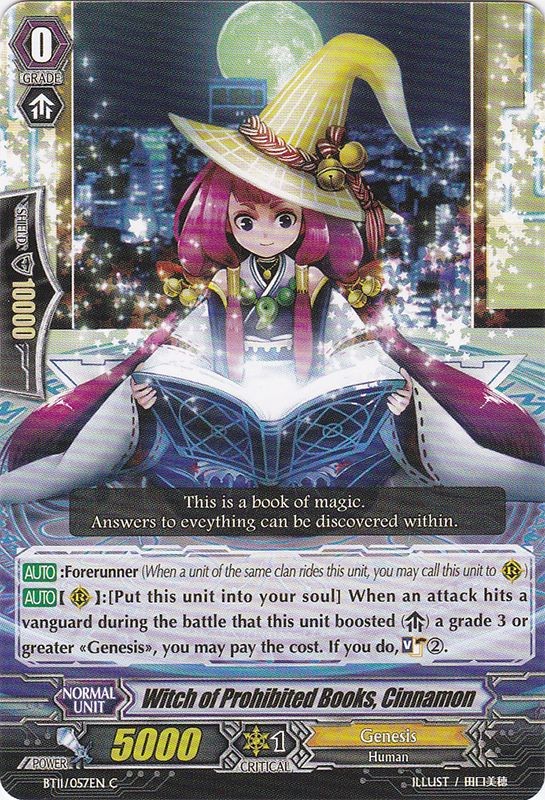 0
GRADE
SHIELD
10000
This is a book of magic.
Answers to eveything can be discovered within.
AUTO :Forerunner (When a unit of the same clan rides this unit, you may call this unit to R.)
AUTO [ R ]:[Put this unit into your soul] When an attack hits a
vanguard during the battle that this unit boosted ( ) a grade 3 or
greater «Genesis», you may pay the cost. If you do, ②.
NORMAL
UNIT
Witch of Prohibited Books, Cinnamon
POWER
5000
1
CRITICAL
Genesis
Human
BT11/057EN C
ILLUST / 田口美穂